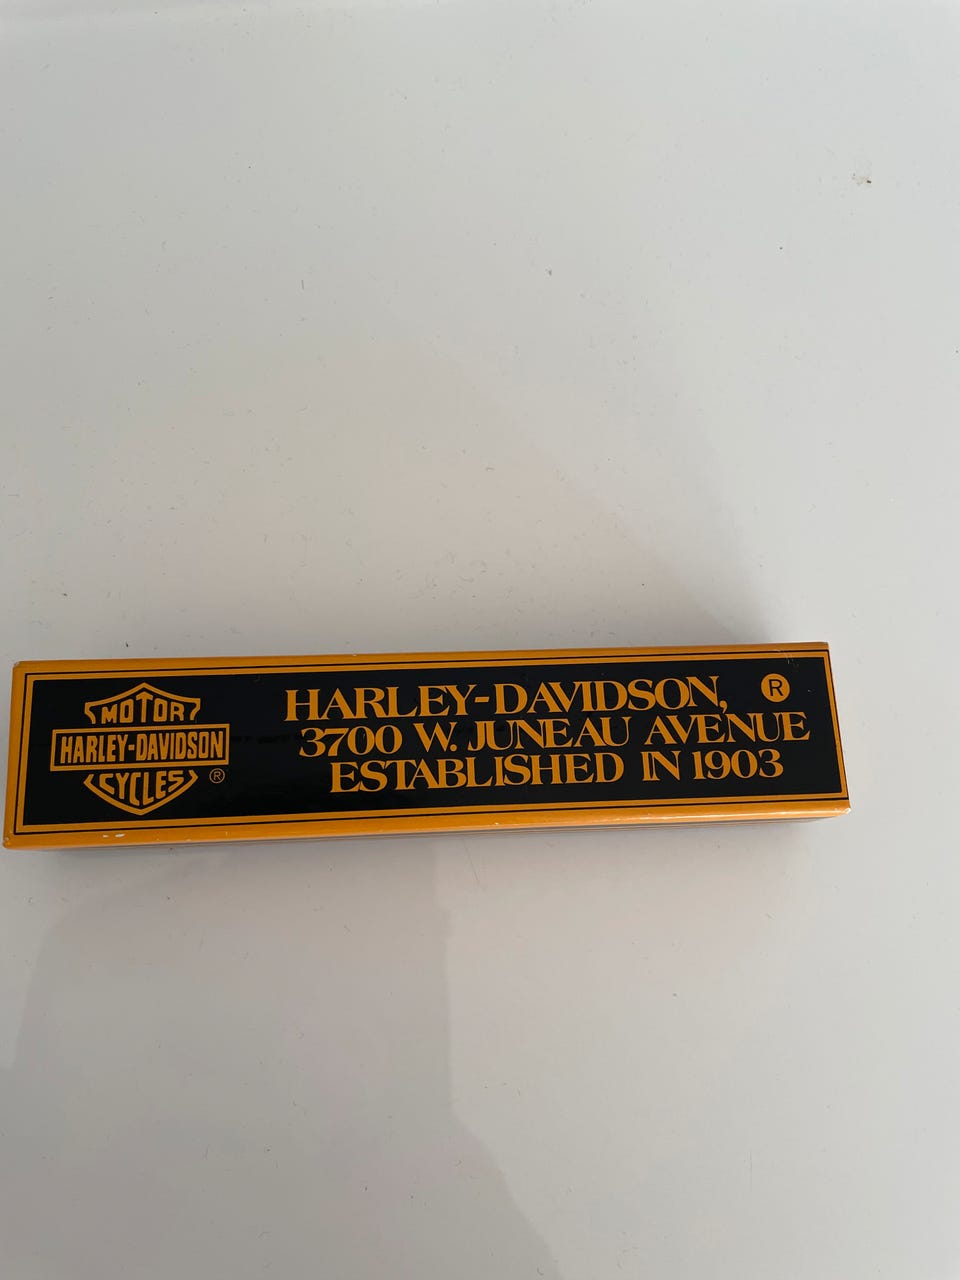 MOTOR
HARLEY-DAVIDSON
CYCLES ®
HARLEY-DAVIDSON, ®
3700 W. JUNEAU AVENUE
ESTABLISHED IN 1903